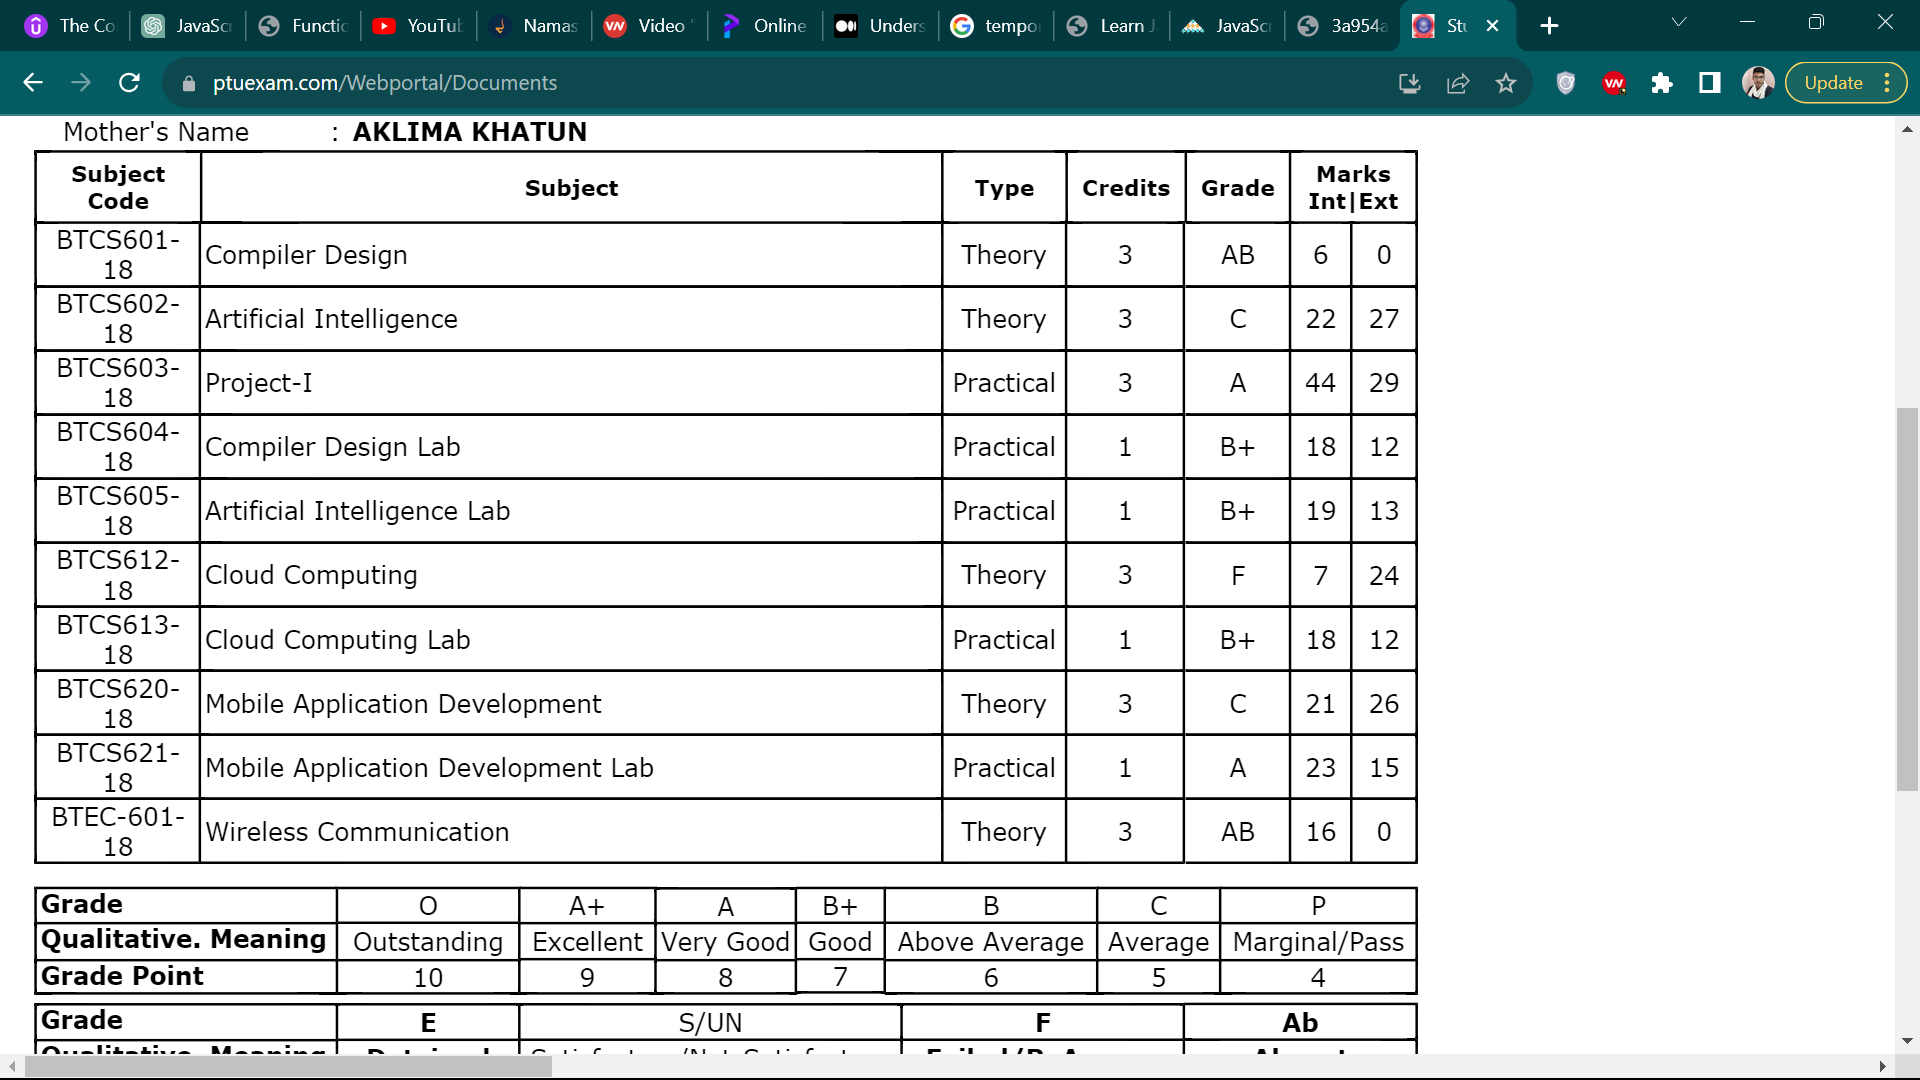 The Co
JavaScr
Functic
YouTub
Namas
Video
Online
Unders
tempo
Learn J
JavaScr
3a954a
Stu
ptuexam.com/Webportal/Documents
Update
Mother's Name : AKLIMA KHATUN
Subject Code Subject Type Credits Grade Marks Int|Ext
BTCS601-18 Compiler Design Theory 3 AB 6 0
BTCS602-18 Artificial Intelligence Theory 3 C 22 27
BTCS603-18 Project-I Practical 3 A 44 29
BTCS604-18 Compiler Design Lab Practical 1 B+ 18 12
BTCS605-18 Artificial Intelligence Lab Practical 1 B+ 19 13
BTCS612-18 Cloud Computing Theory 3 F 7 24
BTCS613-18 Cloud Computing Lab Practical 1 B+ 18 12
BTCS620-18 Mobile Application Development Theory 3 C 21 26
BTCS621-18 Mobile Application Development Lab Practical 1 A 23 15
BTEC-601-18 Wireless Communication Theory 3 AB 16 0
Grade O A+ A B+ B C P
Qualitative. Meaning Outstanding Excellent Very Good Good Above Average Average Marginal/Pass
Grade Point 10 9 8 7 6 5 4
Grade E S/UN F Ab
Qualitative. Meaning